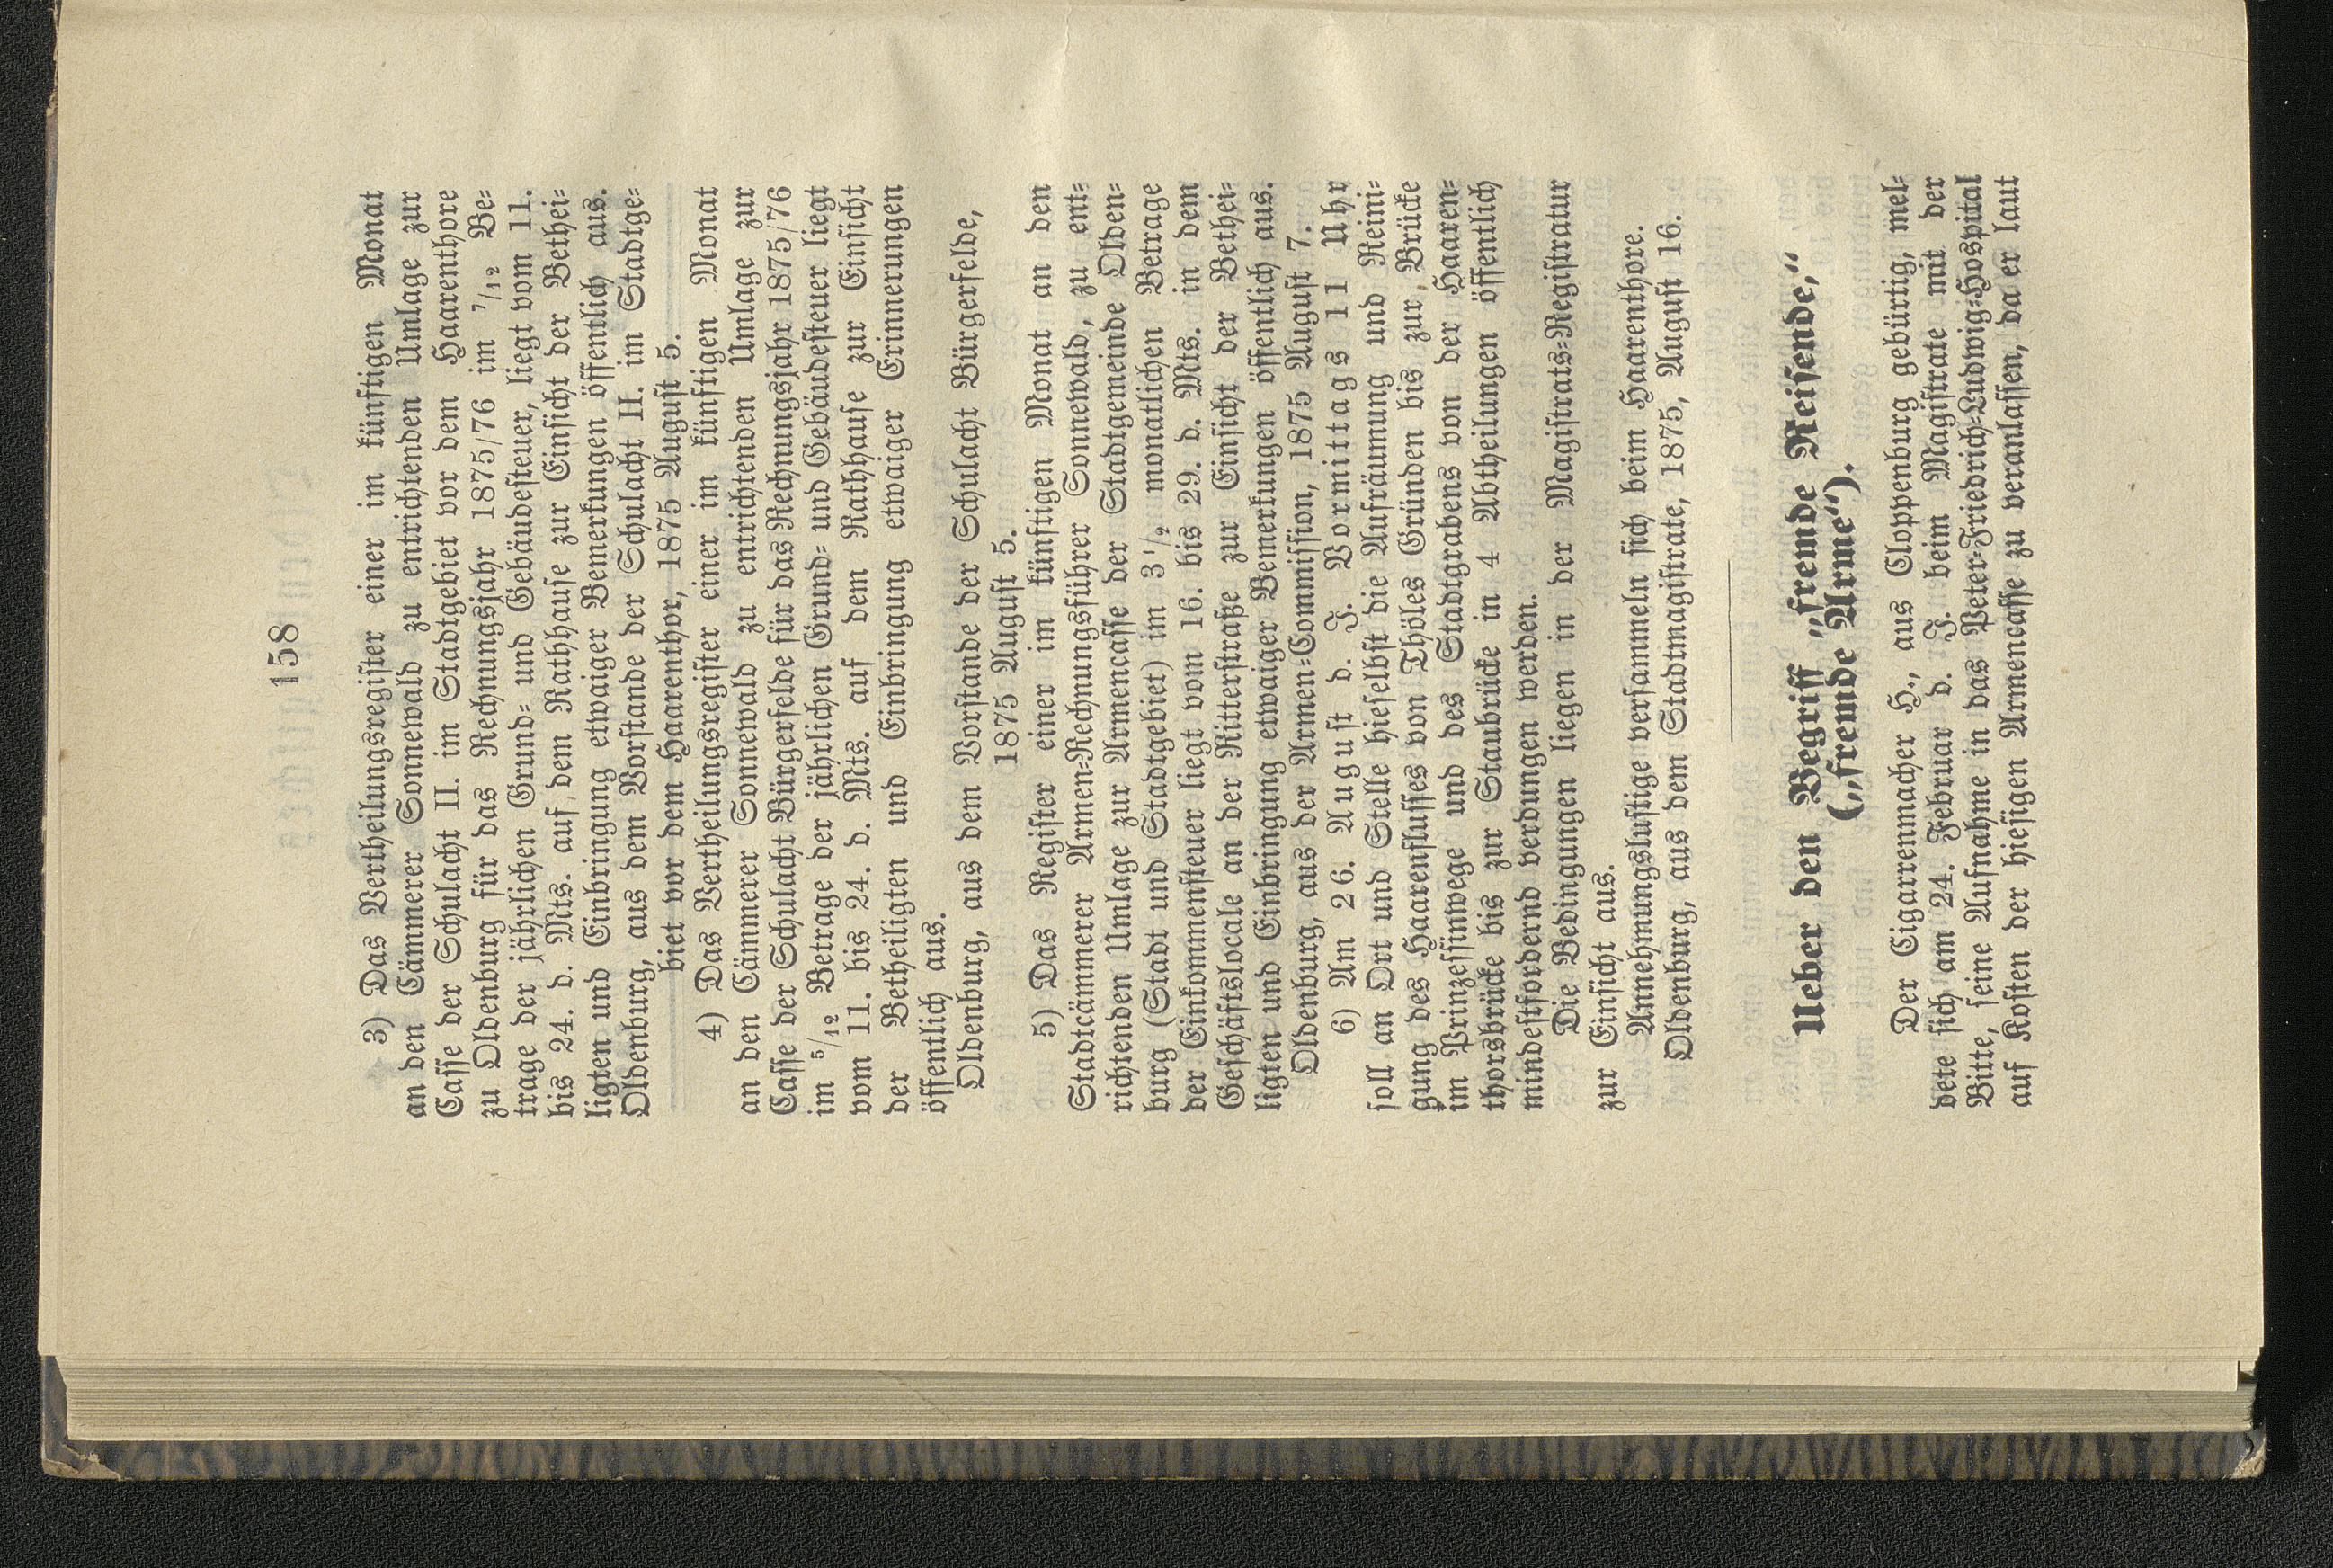 158
3) Das Vertheilungsregister einer im künftigen Monat
an den Cämmerer Sonnewald zu entrichtenden Umlage zur
Casse der Schulacht II. im Stadtgebiet vor dem Haarenthore
zu Oldenburg für das Rechnungsjahr 1875/76 im 7/12 Be-
trage der jährlichen Grund- und Gebäudesteuer, liegt vom 11.
bis 24. d. Mts. auf dem Rathhause zur Einsicht der Bethei-
ligten und Einbringung etwaiger Bemerkungen öffentlich aus.
Oldenburg, aus dem Vorstande der Schulacht II. im Stadtge-
biet vor dem Haarenthor, 1875 August 5.
4) Das Vertheilungsregister einer im künftigen Monat
an den Cämmerer Sonnewald zu entrichtenden Umlage zur
Casse der Schulacht Bürgerfelde für das Rechnungsjahr 1875/76
im 5/12 Betrage der jährlichen Grund- und Gebäudesteuer liegt
vom 11. bis 24. d. Mts. auf dem Rathhause zur Einsicht
der Betheiligten und Einbringung etwaiger Erinnerungen
öffentlich aus.
Oldenburg, aus dem Vorstande der Schulacht Bürgerfelde,
1875 August 5.
5) Das Register einer im künftigen Monat an den
Stadtcämmerer Armen-Rechnungsführer Sonnewald, zu ent-
richtenden Umlage zur Armencasse der Stadtgemeinde Olden-
burg (Stadt und Stadtgebiet) im 3 1/2 monatlichen Betrage
der Einkommensteuer liegt vom 16. bis 29. d. Mts. in dem
Geschäftslocale an der Ritterstraße zur Einsicht der Bethei-
ligten und Einbringung etwaiger Bemerkungen öffentlich aus.
Oldenburg, aus der Armen-Commission, 1875 August 7.
6) Am 26. August d. J. Vormittags 11 Uhr
soll an Ort und Stelle hieselbst die Aufräumung und Reini-
gung des Haarenflusses von Thöles Gründen bis zur Brücke
im Prinzessinwege und des Stadtgrabens von der Haaren-
thorsbrücke bis zur Staubrücke in 4 Abtheilungen öffentlich
mindestfordernd verdungen werden.
Die Bedingungen liegen in der Magistrats-Registratur
zur Einsicht aus.
Annehmungslustige versammeln sich beim Haarenthore.
Oldenburg, aus dem Stadtmagistrate, 1875, August 16.
Ueber den Begriff „fremde Reisende,“
(„fremde Arme“).
Der Cigarrenmacher H., aus Cloppenburg gebürtig, mel-
dete sich am 24. Februar d. J. beim Magistrate mit der
Bitte, seine Aufnahme in das Peter-Friedrich-Ludwig-Hospital
auf Kosten der hiesigen Armencasse zu veranlassen, da er laut